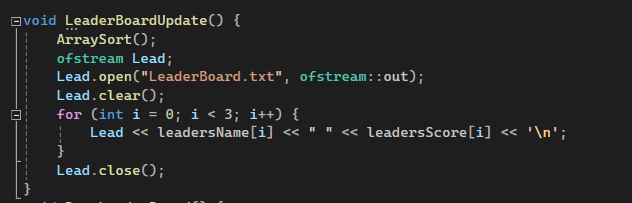 void LeaderBoardUpdate() {
ArraySort();
ofstream Lead;
Lead.open("LeaderBoard.txt", ofstream::out);
Lead.clear();
for (int i = 0; i < 3; i++) {
Lead << leadersName[i] << " " << leadersScore[i] << '\n';
}
Lead.close();
}